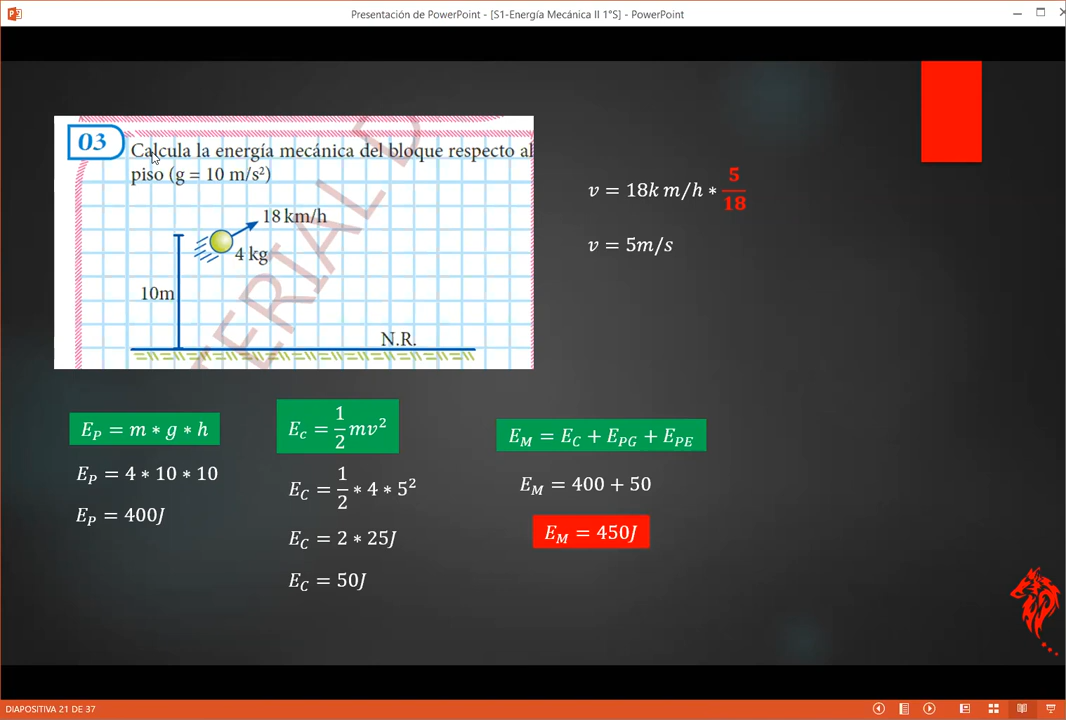 Presentación de PowerPoint - [S1-Energía Mecánica II 1°S] - PowerPoint
03
Calcula la energía mecánica del bloque respecto al
piso (g = 10 m/s²)
18 km/h
4 kg
10m
N.R.
TERIAL D
v = 18k m/h * 5/18
v = 5m/s
E_P = m * g * h
E_P = 4 * 10 * 10
E_P = 400J
E_c = 1/2 mv²
E_C = 1/2 * 4 * 5²
E_C = 2 * 25J
E_C = 50J
E_M = E_C + E_PG + E_PE
E_M = 400 + 50
E_M = 450J
DIAPOSITIVA 21 DE 37